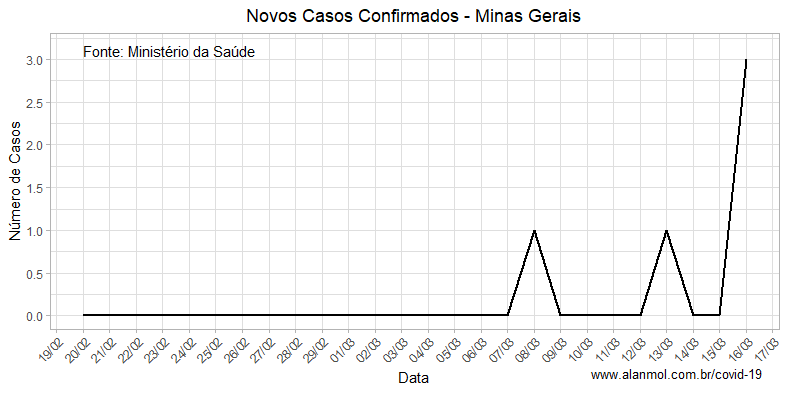 Novos Casos Confirmados - Minas Gerais
Fonte: Ministério da Saúde
Número de Casos
3.0
2.5
2.0
1.5
1.0
0.5
0.0
19/02 20/02 21/02 22/02 23/02 24/02 25/02 26/02 27/02 28/02 29/02 01/03 02/03 03/03 04/03 05/03 06/03 07/03 08/03 09/03 10/03 11/03 12/03 13/03 14/03 15/03 16/03 17/03
Data
www.alanmol.com.br/covid-19